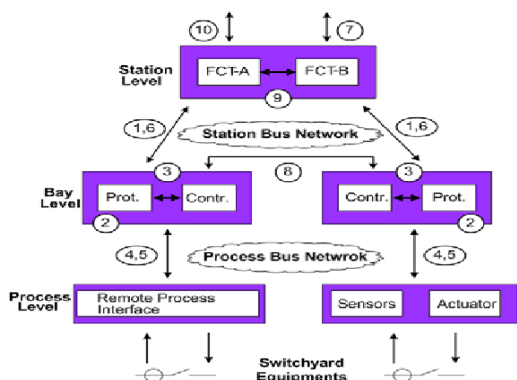 10
7
Station
Level
FCT-A
FCT-B
9
1,6
Station Bus Network
1,6
3
8
3
Bay
Level
Prot.
Contr.
Contr.
Prot.
2
2
4,5
Process Bus Netwrok
4,5
Process
Level
Remote Process
Interface
Sensors
Actuator
Switchyard
Equipments